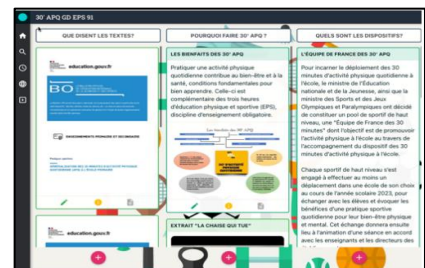 30' APQ GD EPS 91
QUE DISENT LES TEXTES?
education.gouv.fr
BO
ENSEIGNEMENTS PRIMAIRE ET SECONDAIRE
education.gouv.fr
POURQUOI FAIRE 30' APQ ?
LES BIENFAITS DES 30' APQ
Pratiquer une activité physique
quotidienne contribue au bien-être et à la
santé, conditions fondamentales pour
bien apprendre. Celle-ci est
complémentaire des trois heures
d'éducation physique et sportive (EPS),
discipline d'enseignement obligatoire.
Les bienfaits des 30' APQ
EXTRAIT "LA CHAISE QUI TUE"
QUELS SONT LES DISPOSITIFS?
L'ÉQUIPE DE FRANCE DES 30' APQ
Pour incarner le déploiement des 30
minutes d'activité physique quotidienne à
l'école, le ministre de l'Éducation
nationale et de la Jeunesse, ainsi que la
ministre des Sports et des Jeux
Olympiques et Paralympiques ont décidé
de constituer un pool de sportif de haut
niveau, une "Équipe de France des 30
minutes" dont l'objectif est de promouvoir
l'activité physique à l'école au travers de
l'accompagnement du dispositif des 30
minutes d'activité physique à l'école.
Chaque sportif de haut niveau s'est
engagé à effectuer au moins un
déplacement dans une école de son choix
au cours de l'année scolaire 2023, pour
échanger avec les élèves et évoquer les
bénéfices d'une pratique sportive
quotidienne pour leur bien-être physique
et mental. Cet échange donnera ensuite
lieu à l'animation d'une séance en accord
avec les enseignants et les directeurs des